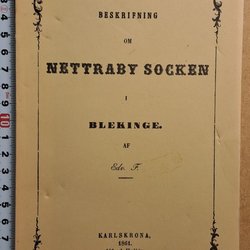 BESKRIFNING
OM
NETTRABY SOCKEN
I
BLEKINGE.
AF
Edv. F.
KARLSKRONA,
1861.